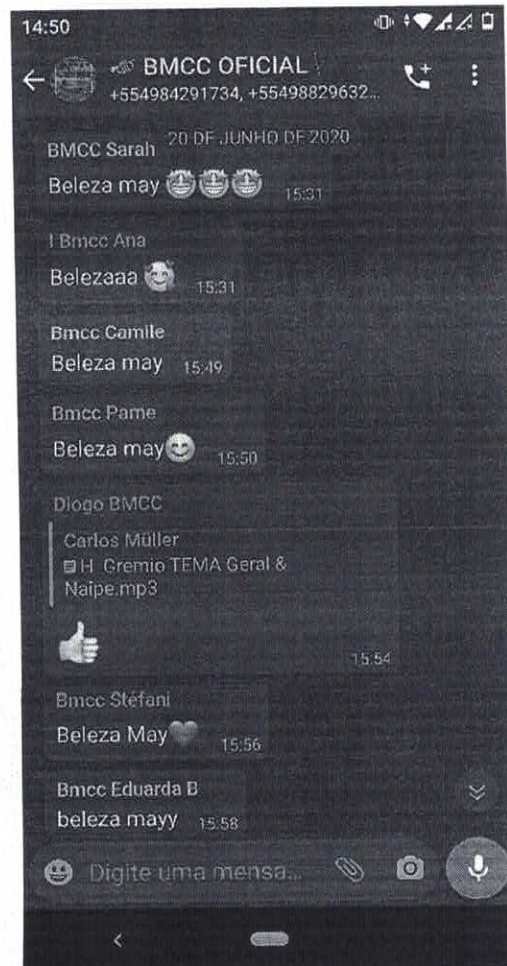 14:50
BMCC OFICIAL
+554984291734, +55498829632...
20 DE JUNHO DE 2020
BMCC Sarah
Beleza may 🤩🤩🤩 15:31
I Bmcc Ana
Belezaaa 🥰 15:31
Bmcc Camile
Beleza may 15:49
Bmcc Pame
Beleza may😊 15:50
Diogo BMCC
Carlos Müller
H_Gremio TEMA Geral &
Naipe.mp3
👍 15:54
Bmcc Stéfani
Beleza May❤ 15:56
Bmcc Eduarda B
beleza mayy 15:58
Digite uma mensa...